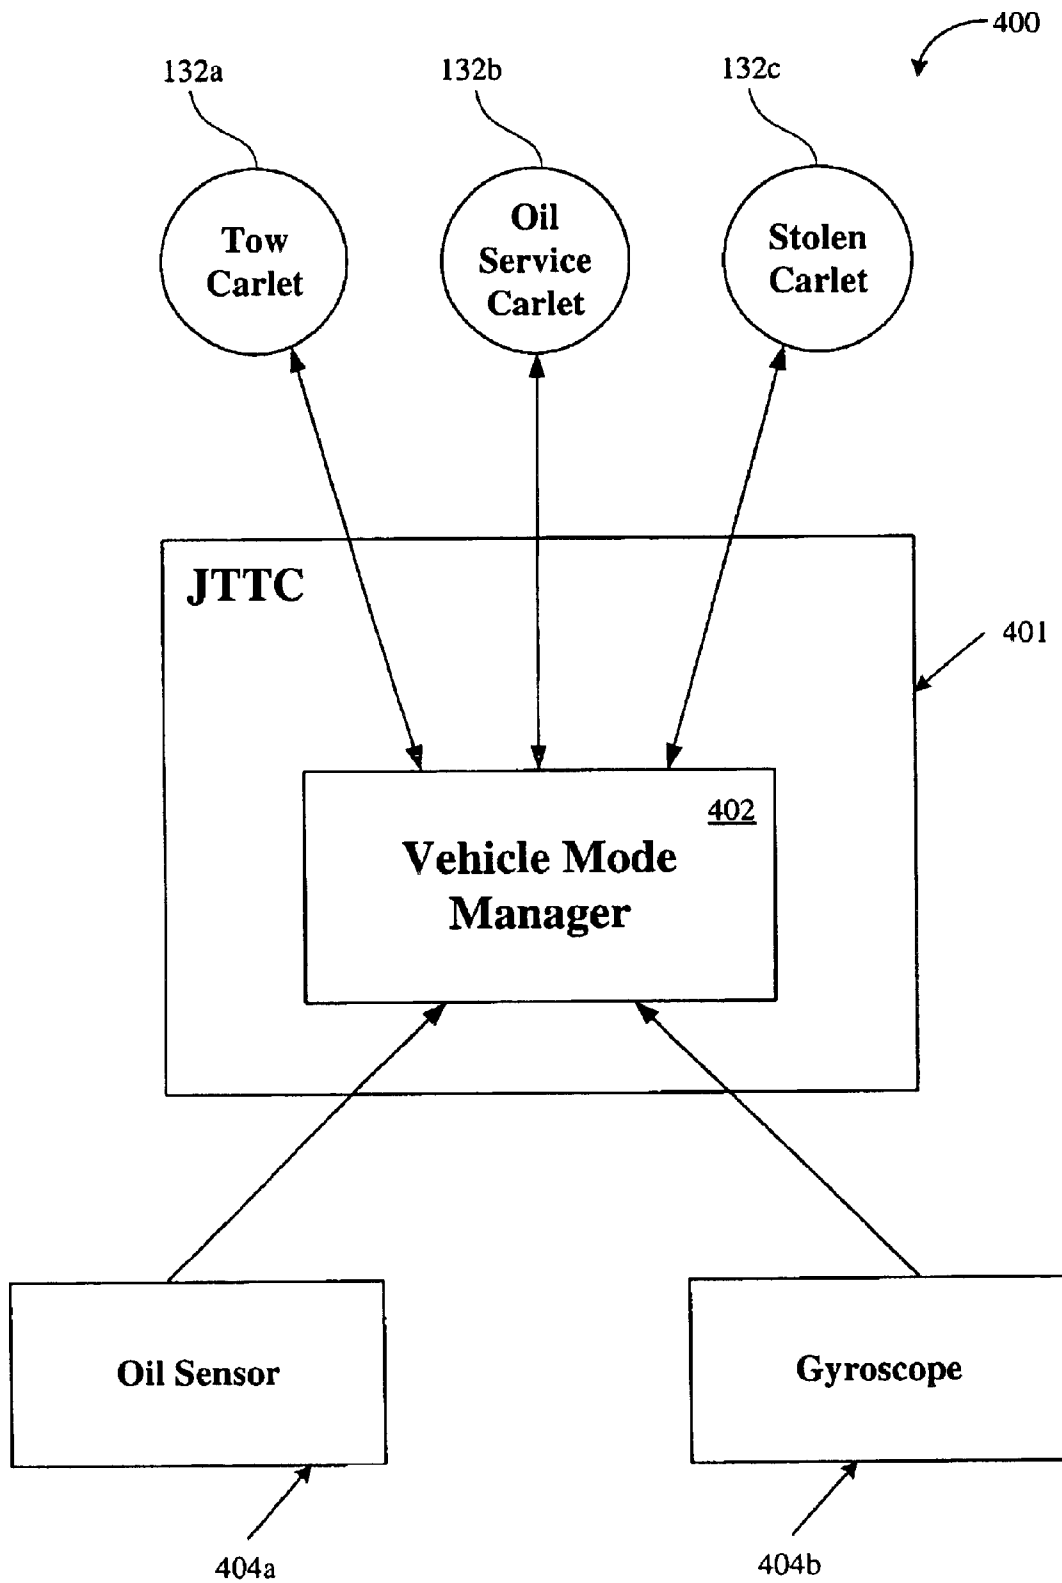 400
132a
132b
132c
Tow
Carlet
Oil
Service
Carlet
Stolen
Carlet
JTTC
401
402
Vehicle Mode
Manager
Oil Sensor
Gyroscope
404a
404b